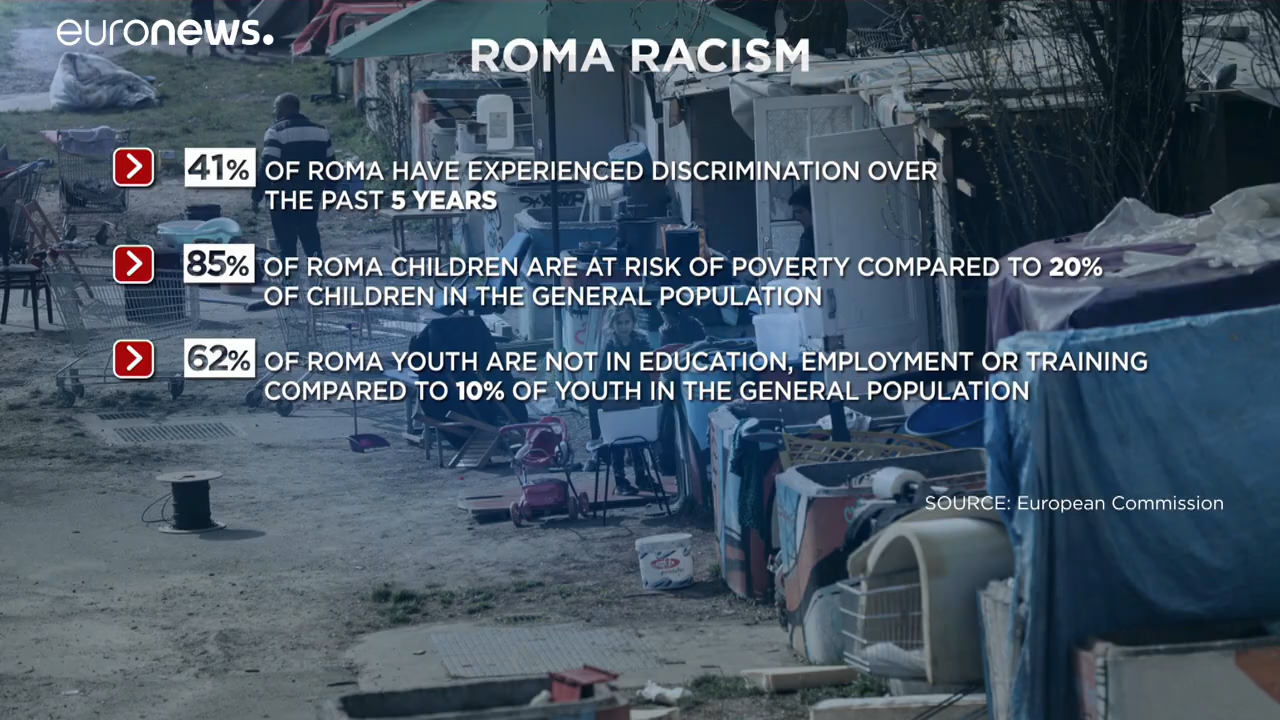 euronews.
ROMA RACISM
41% OF ROMA HAVE EXPERIENCED DISCRIMINATION OVER
THE PAST 5 YEARS
85% OF ROMA CHILDREN ARE AT RISK OF POVERTY COMPARED TO 20%
OF CHILDREN IN THE GENERAL POPULATION
62% OF ROMA YOUTH ARE NOT IN EDUCATION, EMPLOYMENT OR TRAINING
COMPARED TO 10% OF YOUTH IN THE GENERAL POPULATION
SOURCE: European Commission